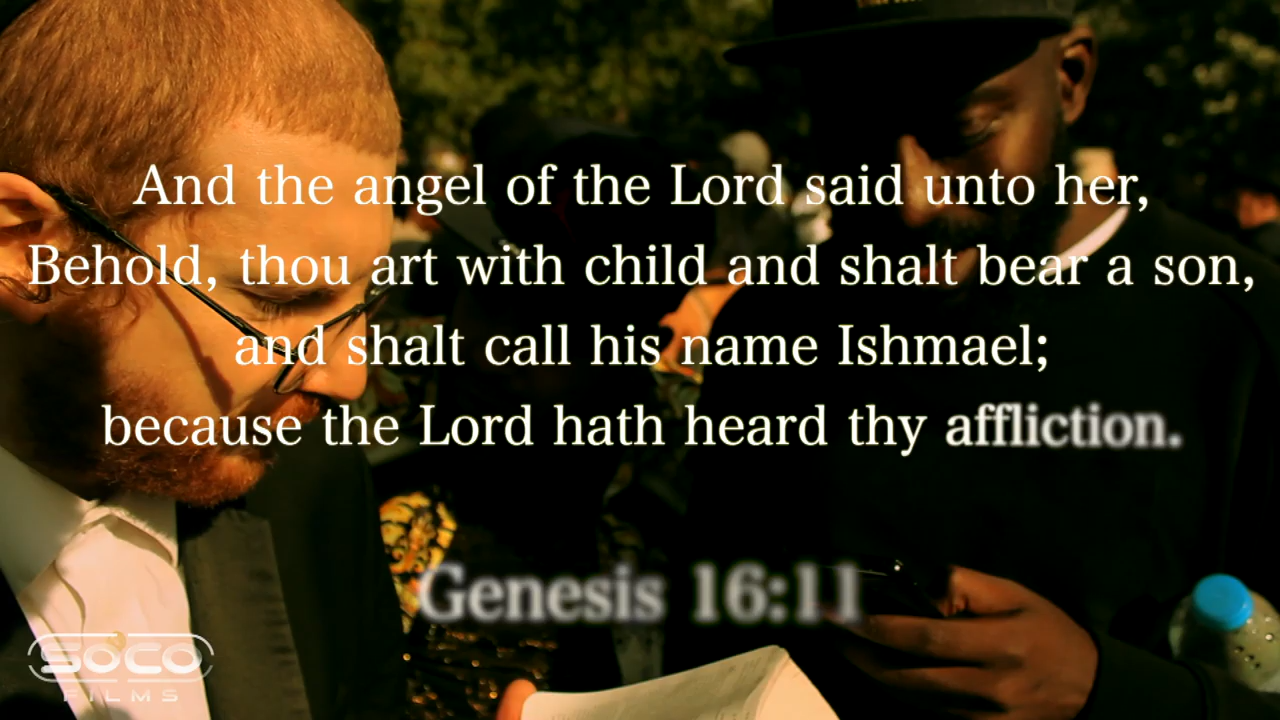 And the angel of the Lord said unto her,
Behold, thou art with child and shalt bear a son,
and shalt call his name Ishmael;
because the Lord hath heard thy affliction.
Genesis 16:11
SOCO
FILMS